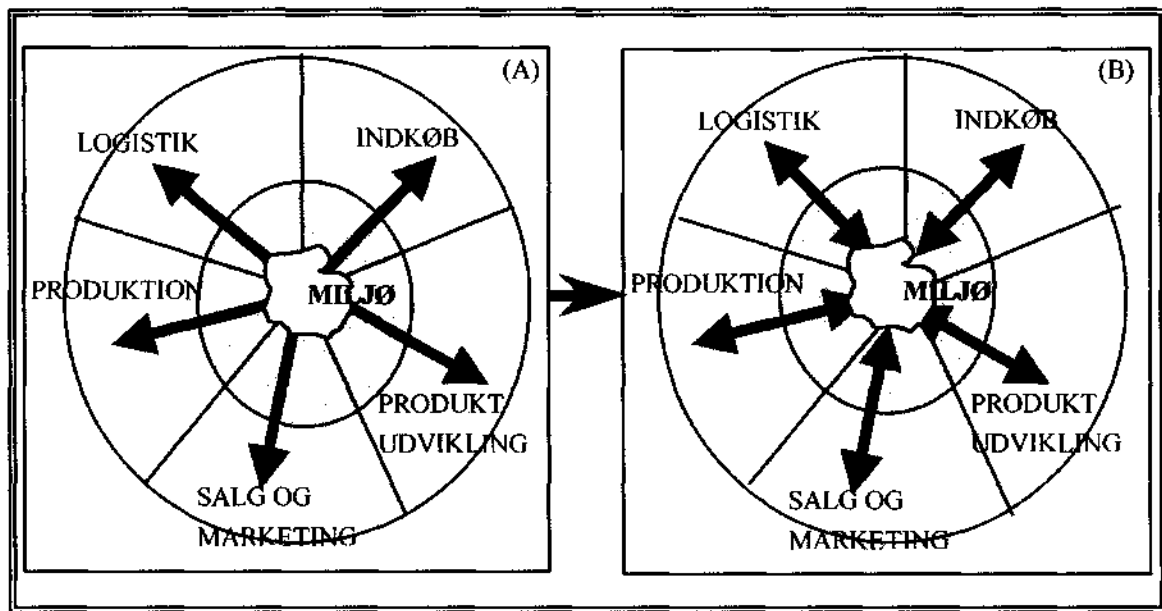 (A)
LOGISTIK
INDKØB
PRODUKTION
MILJØ
PRODUKT
UDVIKLING
SALG OG
MARKETING
(B)
LOGISTIK
INDKØB
PRODUKTION
MILJØ
PRODUKT
UDVIKLING
SALG OG
MARKETING